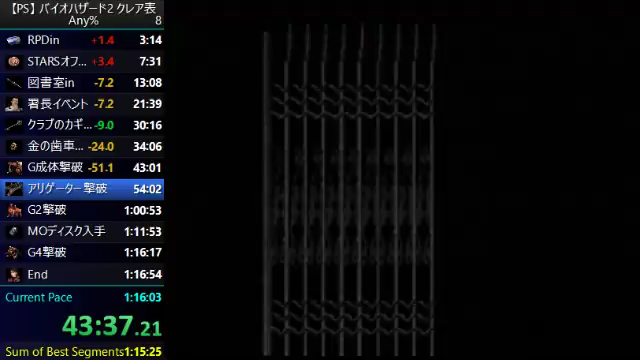 【PS】バイオハザード2 クレア表
Any% 8
RPDin +1.4 3:14
STARSオフ... +3.4 7:31
図書室in -7.2 13:08
署長イベント -7.2 21:39
クラブのカギ... -9.0 30:16
金の歯車... -24.0 34:06
G成体撃破 -51.1 43:01
アリゲーター撃破 54:02
G2撃破 1:00:53
MOディスク入手 1:11:53
G4撃破 1:16:17
End 1:16:54
Current Pace 1:16:03
43:37.21
Sum of Best Segments 1:15:25